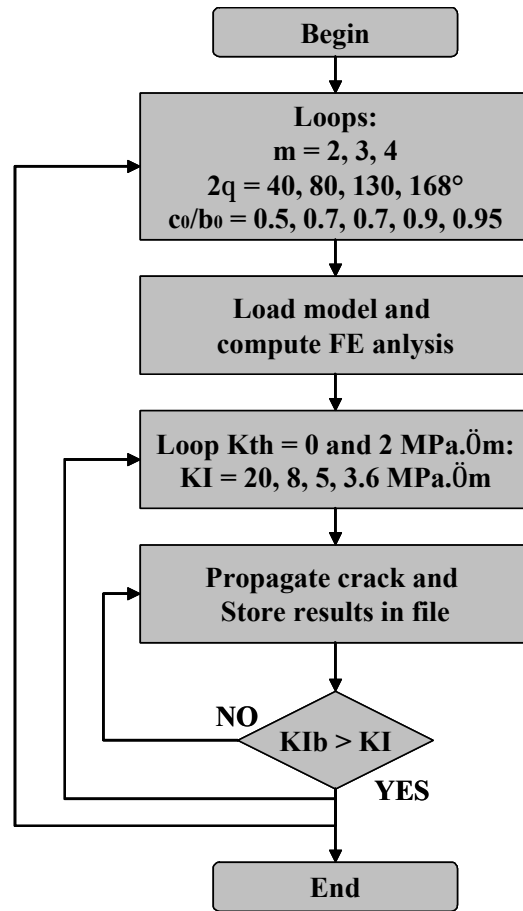 Begin
Loops:
m = 2, 3, 4
2q = 40, 80, 130, 168°
c₀/b₀ = 0.5, 0.7, 0.7, 0.9, 0.95
Load model and
compute FE anlysis
Loop Kth = 0 and 2 MPa.Öm:
KI = 20, 8, 5, 3.6 MPa.Öm
Propagate crack and
Store results in file
NO
KIb > KI
YES
End